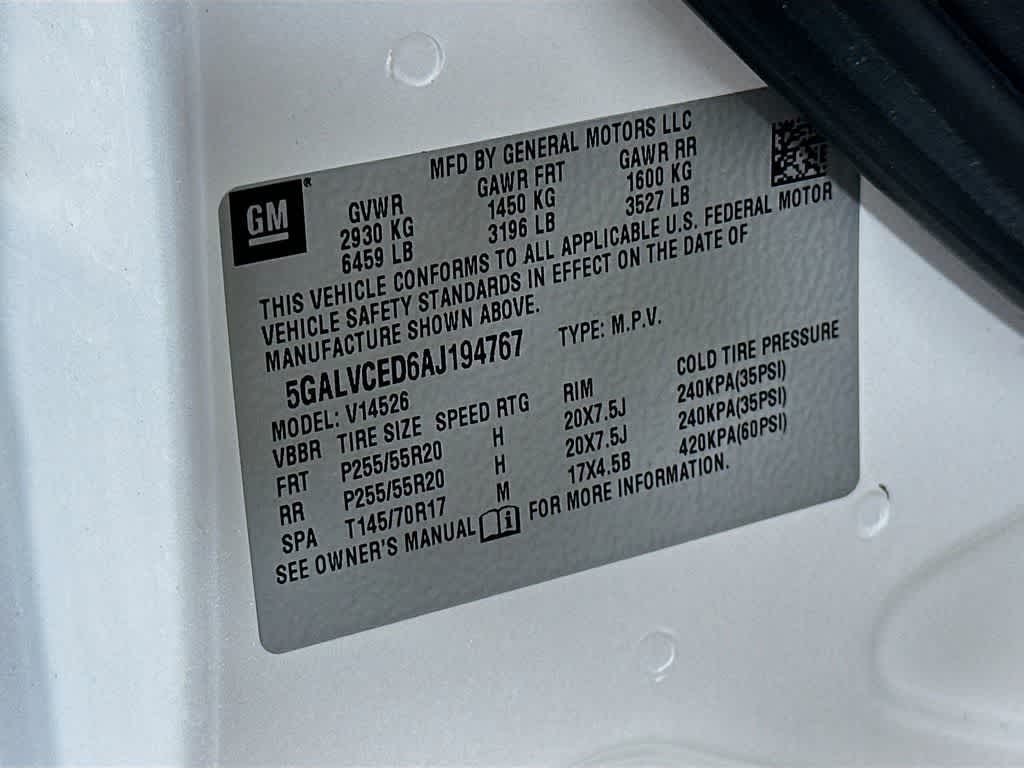 MFD BY GENERAL MOTORS LLC
GM®
GVWR GAWR FRT GAWR RR
2930 KG 1450 KG 1600 KG
6459 LB 3196 LB 3527 LB
THIS VEHICLE CONFORMS TO ALL APPLICABLE U.S. FEDERAL MOTOR
VEHICLE SAFETY STANDARDS IN EFFECT ON THE DATE OF
MANUFACTURE SHOWN ABOVE.
5GALVCED6AJ194767 TYPE: M.P.V.
MODEL: V14526
VBBR TIRE SIZE SPEED RTG RIM COLD TIRE PRESSURE
FRT P255/55R20 H 20X7.5J 240KPA(35PSI)
RR P255/55R20 H 20X7.5J 240KPA(35PSI)
SPA T145/70R17 M 17X4.5B 420KPA(60PSI)
SEE OWNER'S MANUAL i FOR MORE INFORMATION.